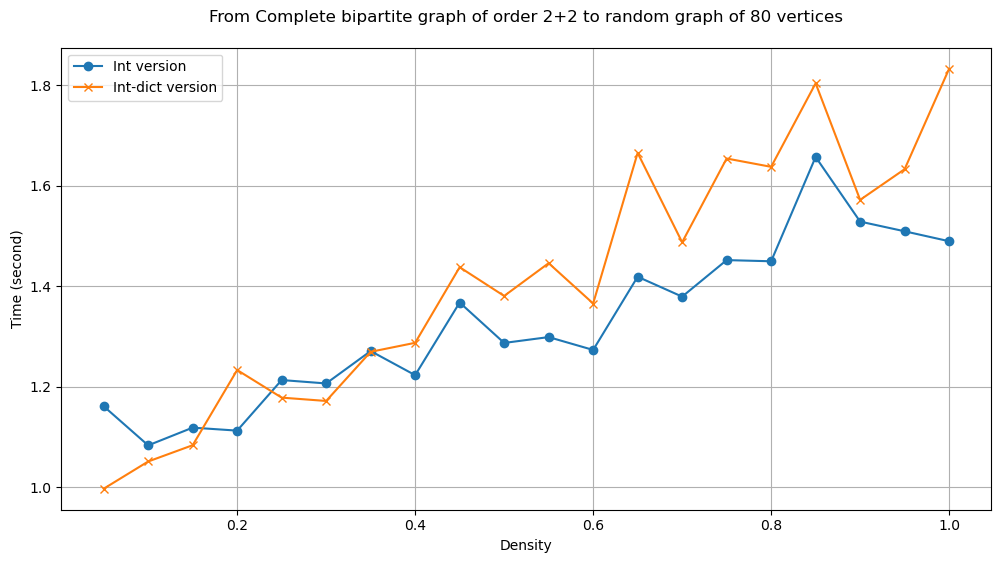 From Complete bipartite graph of order 2+2 to random graph of 80 vertices
Int version
Int-dict version
Time (second)
1.8
1.6
1.4
1.2
1.0
0.2 0.4 0.6 0.8 1.0
Density